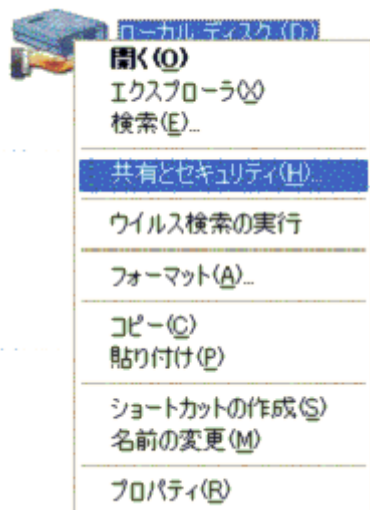 ローカル ディスク (D:)
開く(O)
エクスプローラ(X)
検索(E)...
共有とセキュリティ(H)...
ウイルス検索の実行
フォーマット(A)...
コピー(C)
貼り付け(P)
ショートカットの作成(S)
名前の変更(M)
プロパティ(R)